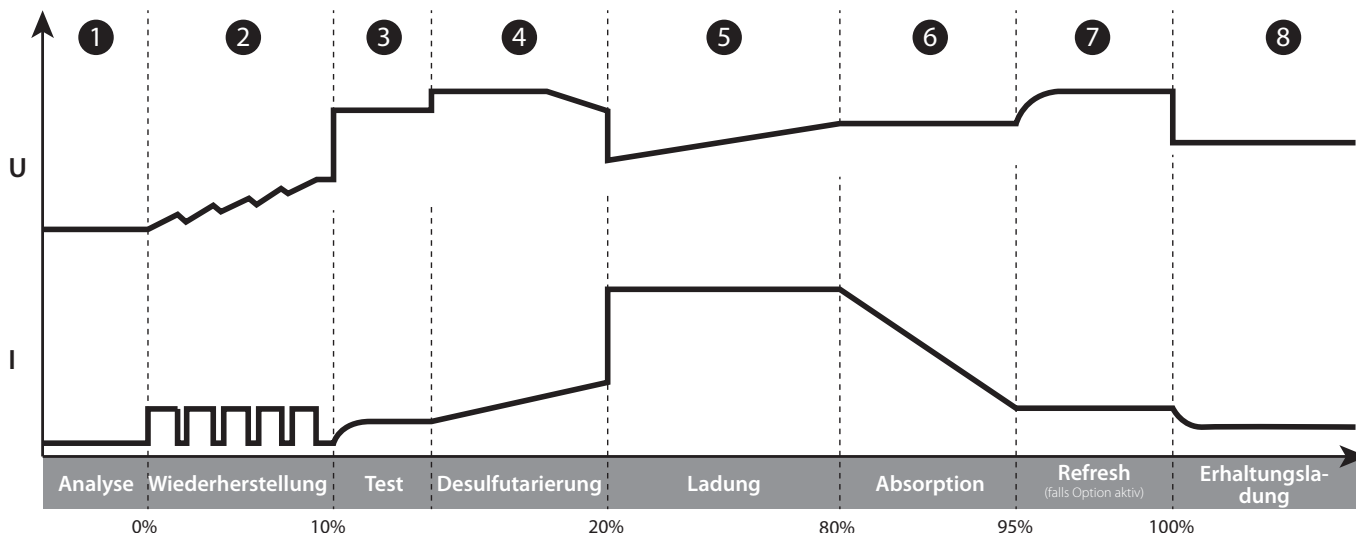 1 2 3 4 5 6 7 8
U
I
Analyse Wiederherstellung Test Desulfutarierung Ladung Absorption Refresh Erhaltungsla-
(falls Option aktiv) dung
0% 10% 20% 80% 95% 100%